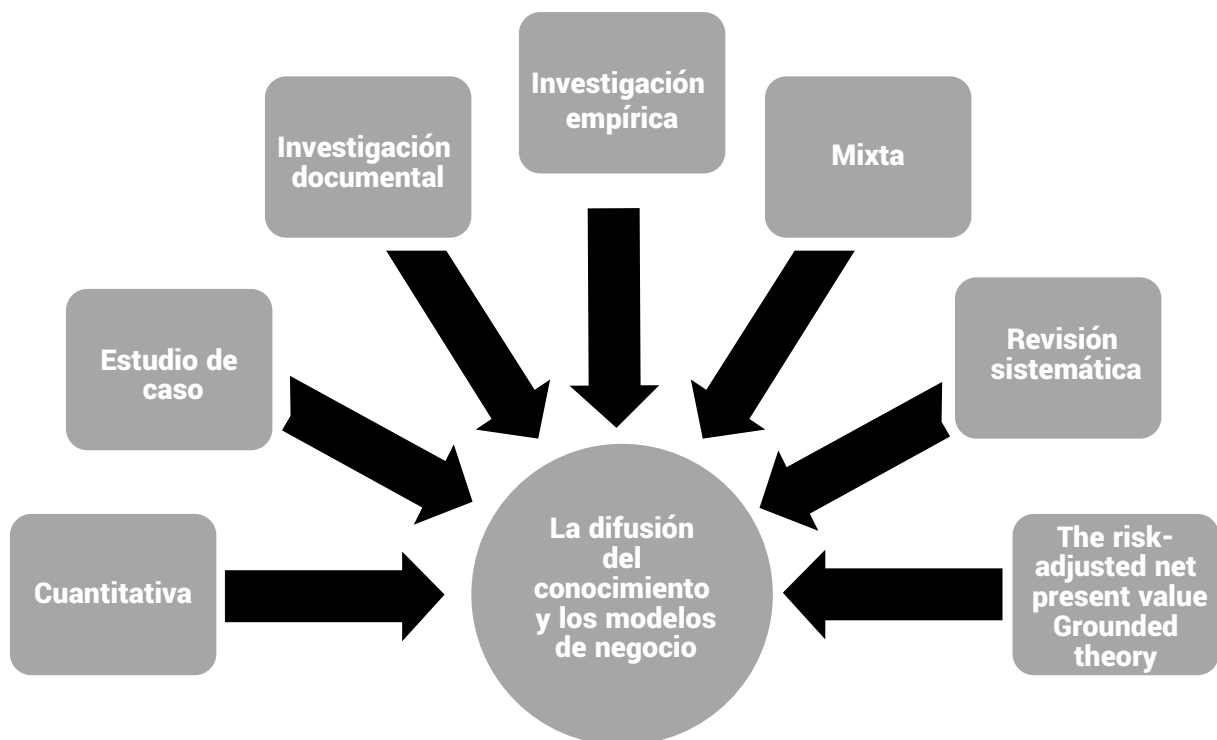 Investigación
empírica
Investigación
documental
Mixta
Estudio de
caso
Revisión
sistemática
Cuantitativa
La difusión
del
conocimiento
y los modelos
de negocio
The risk-
adjusted net
present value
Grounded
theory